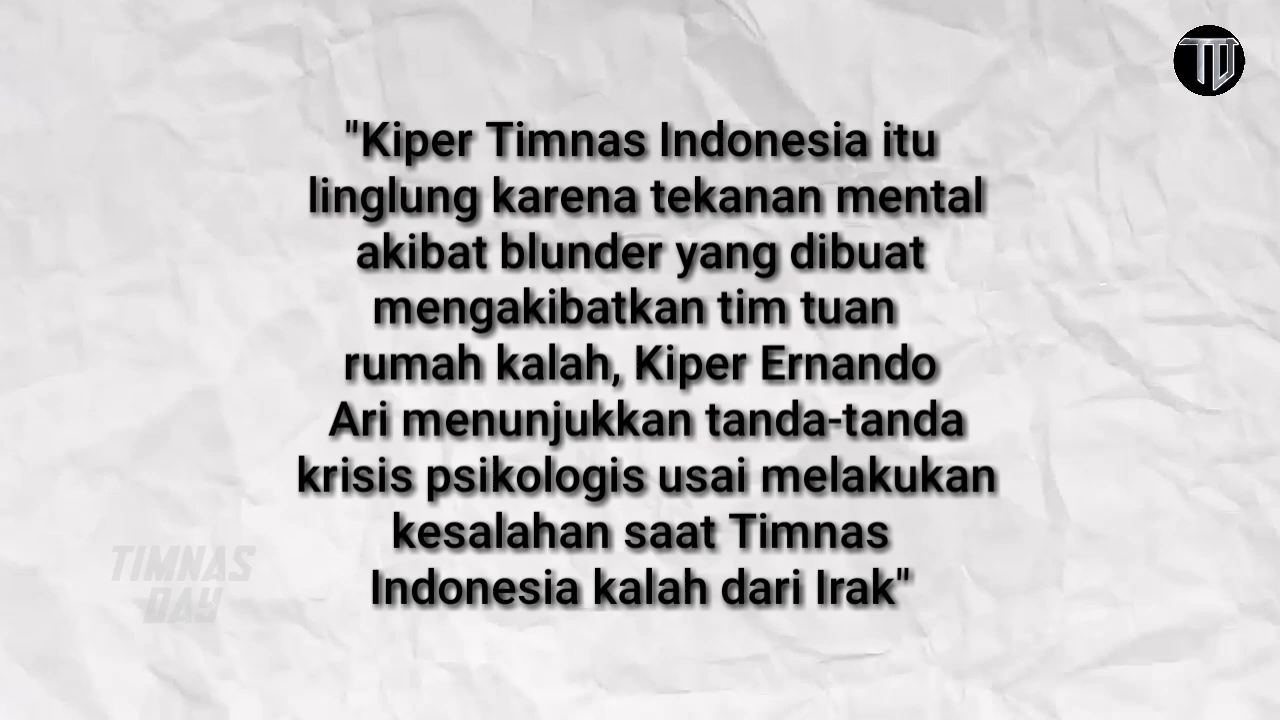 TD
"Kiper Timnas Indonesia itu
linglung karena tekanan mental
akibat blunder yang dibuat
mengakibatkan tim tuan
rumah kalah, Kiper Ernando
Ari menunjukkan tanda-tanda
krisis psikologis usai melakukan
kesalahan saat Timnas
Indonesia kalah dari Irak"
TIMNAS
DAY